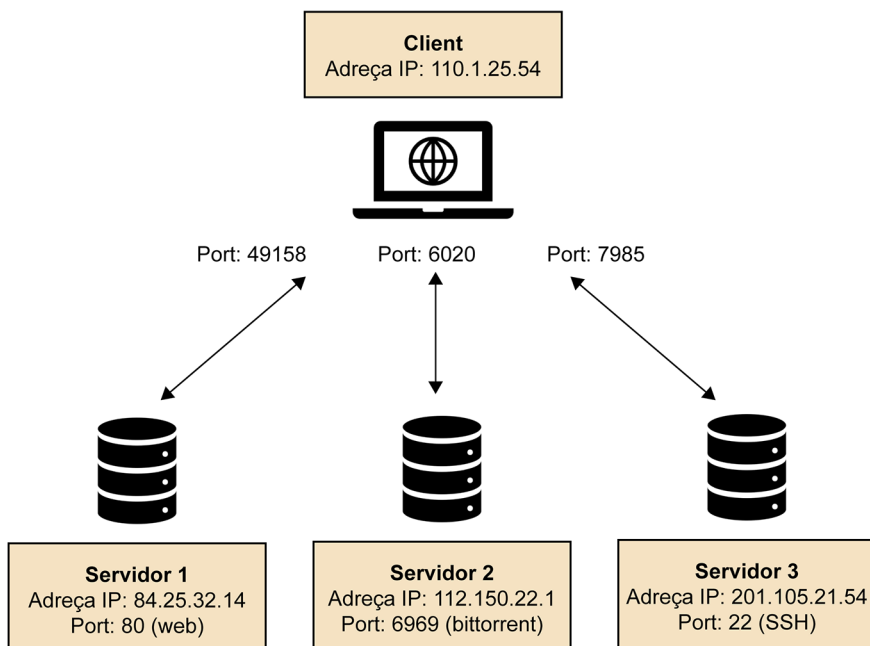 Client
Adreça IP: 110.1.25.54
Port: 49158
Port: 6020
Port: 7985
Servidor 1
Adreça IP: 84.25.32.14
Port: 80 (web)
Servidor 2
Adreça IP: 112.150.22.1
Port: 6969 (bittorrent)
Servidor 3
Adreça IP: 201.105.21.54
Port: 22 (SSH)